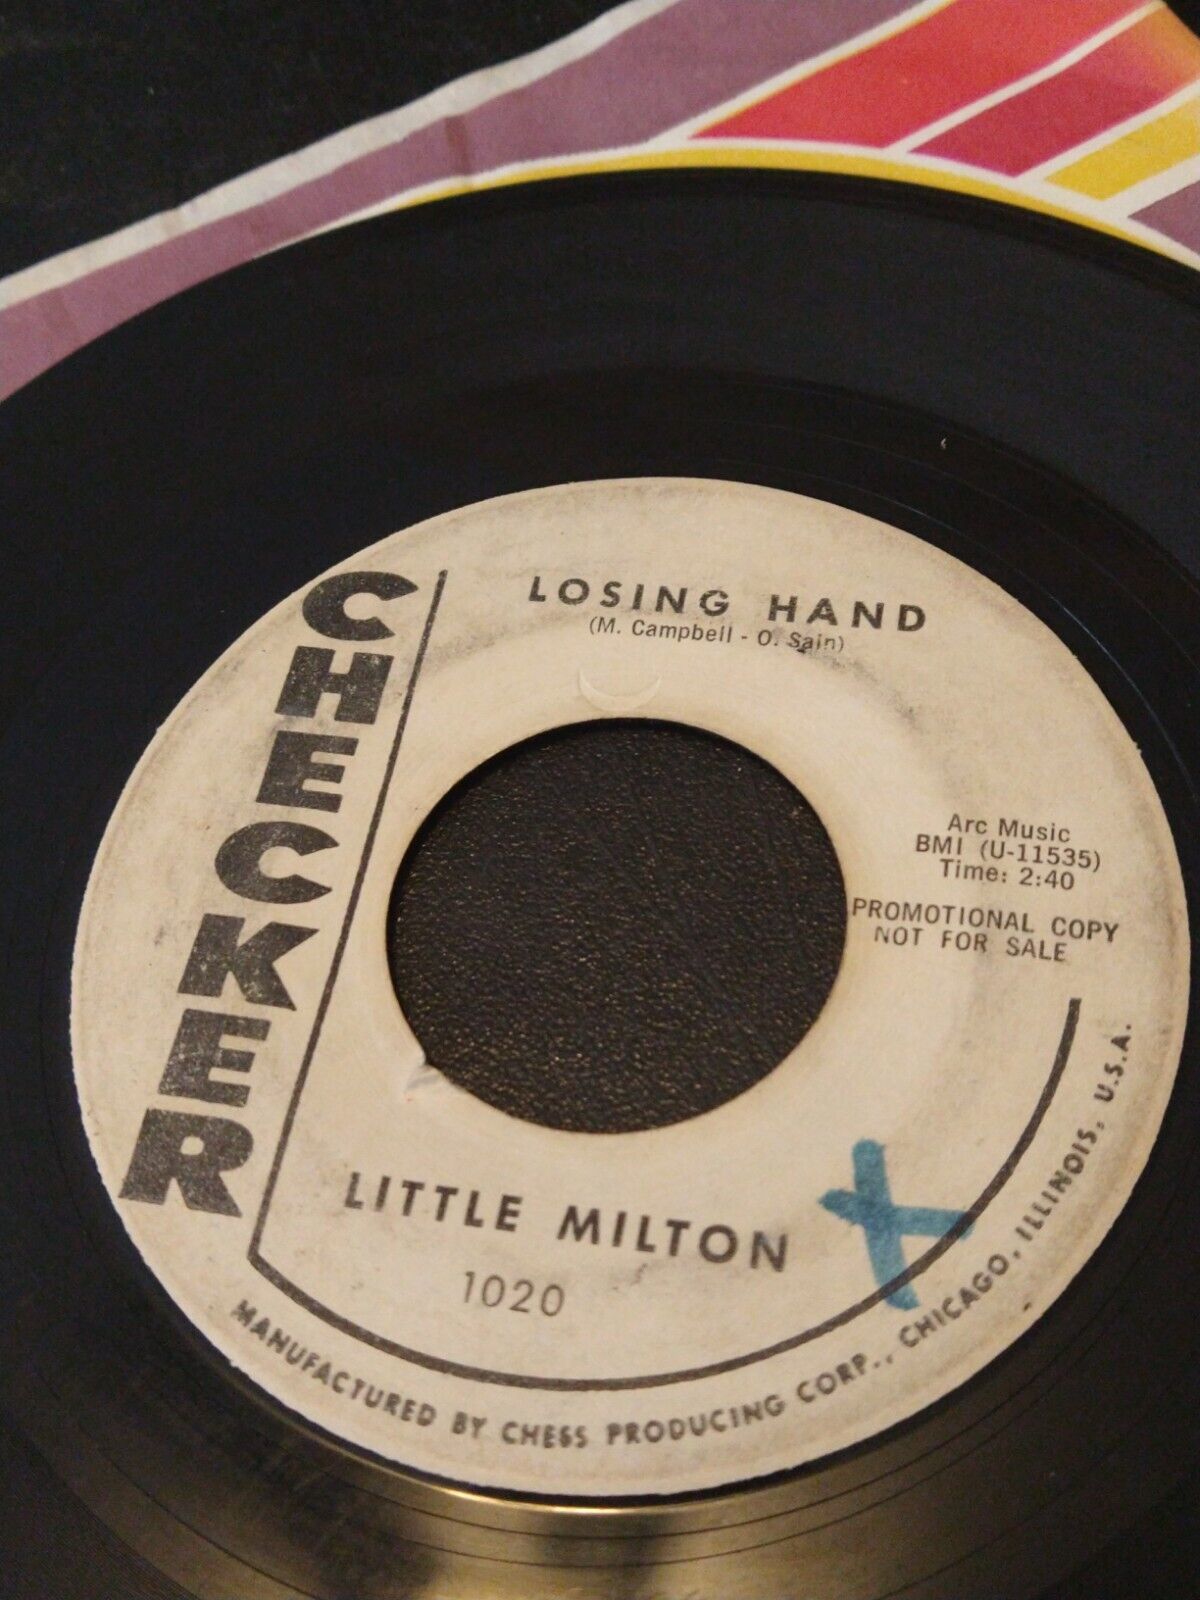 CHECKER
LOSING HAND
(M. Campbell - O. Sain)
Arc Music
BMI (U-11535)
Time: 2:40
PROMOTIONAL COPY
NOT FOR SALE
LITTLE MILTON
1020
MANUFACTURED BY CHESS PRODUCING CORP., CHICAGO, ILLINOIS, U.S.A.
X